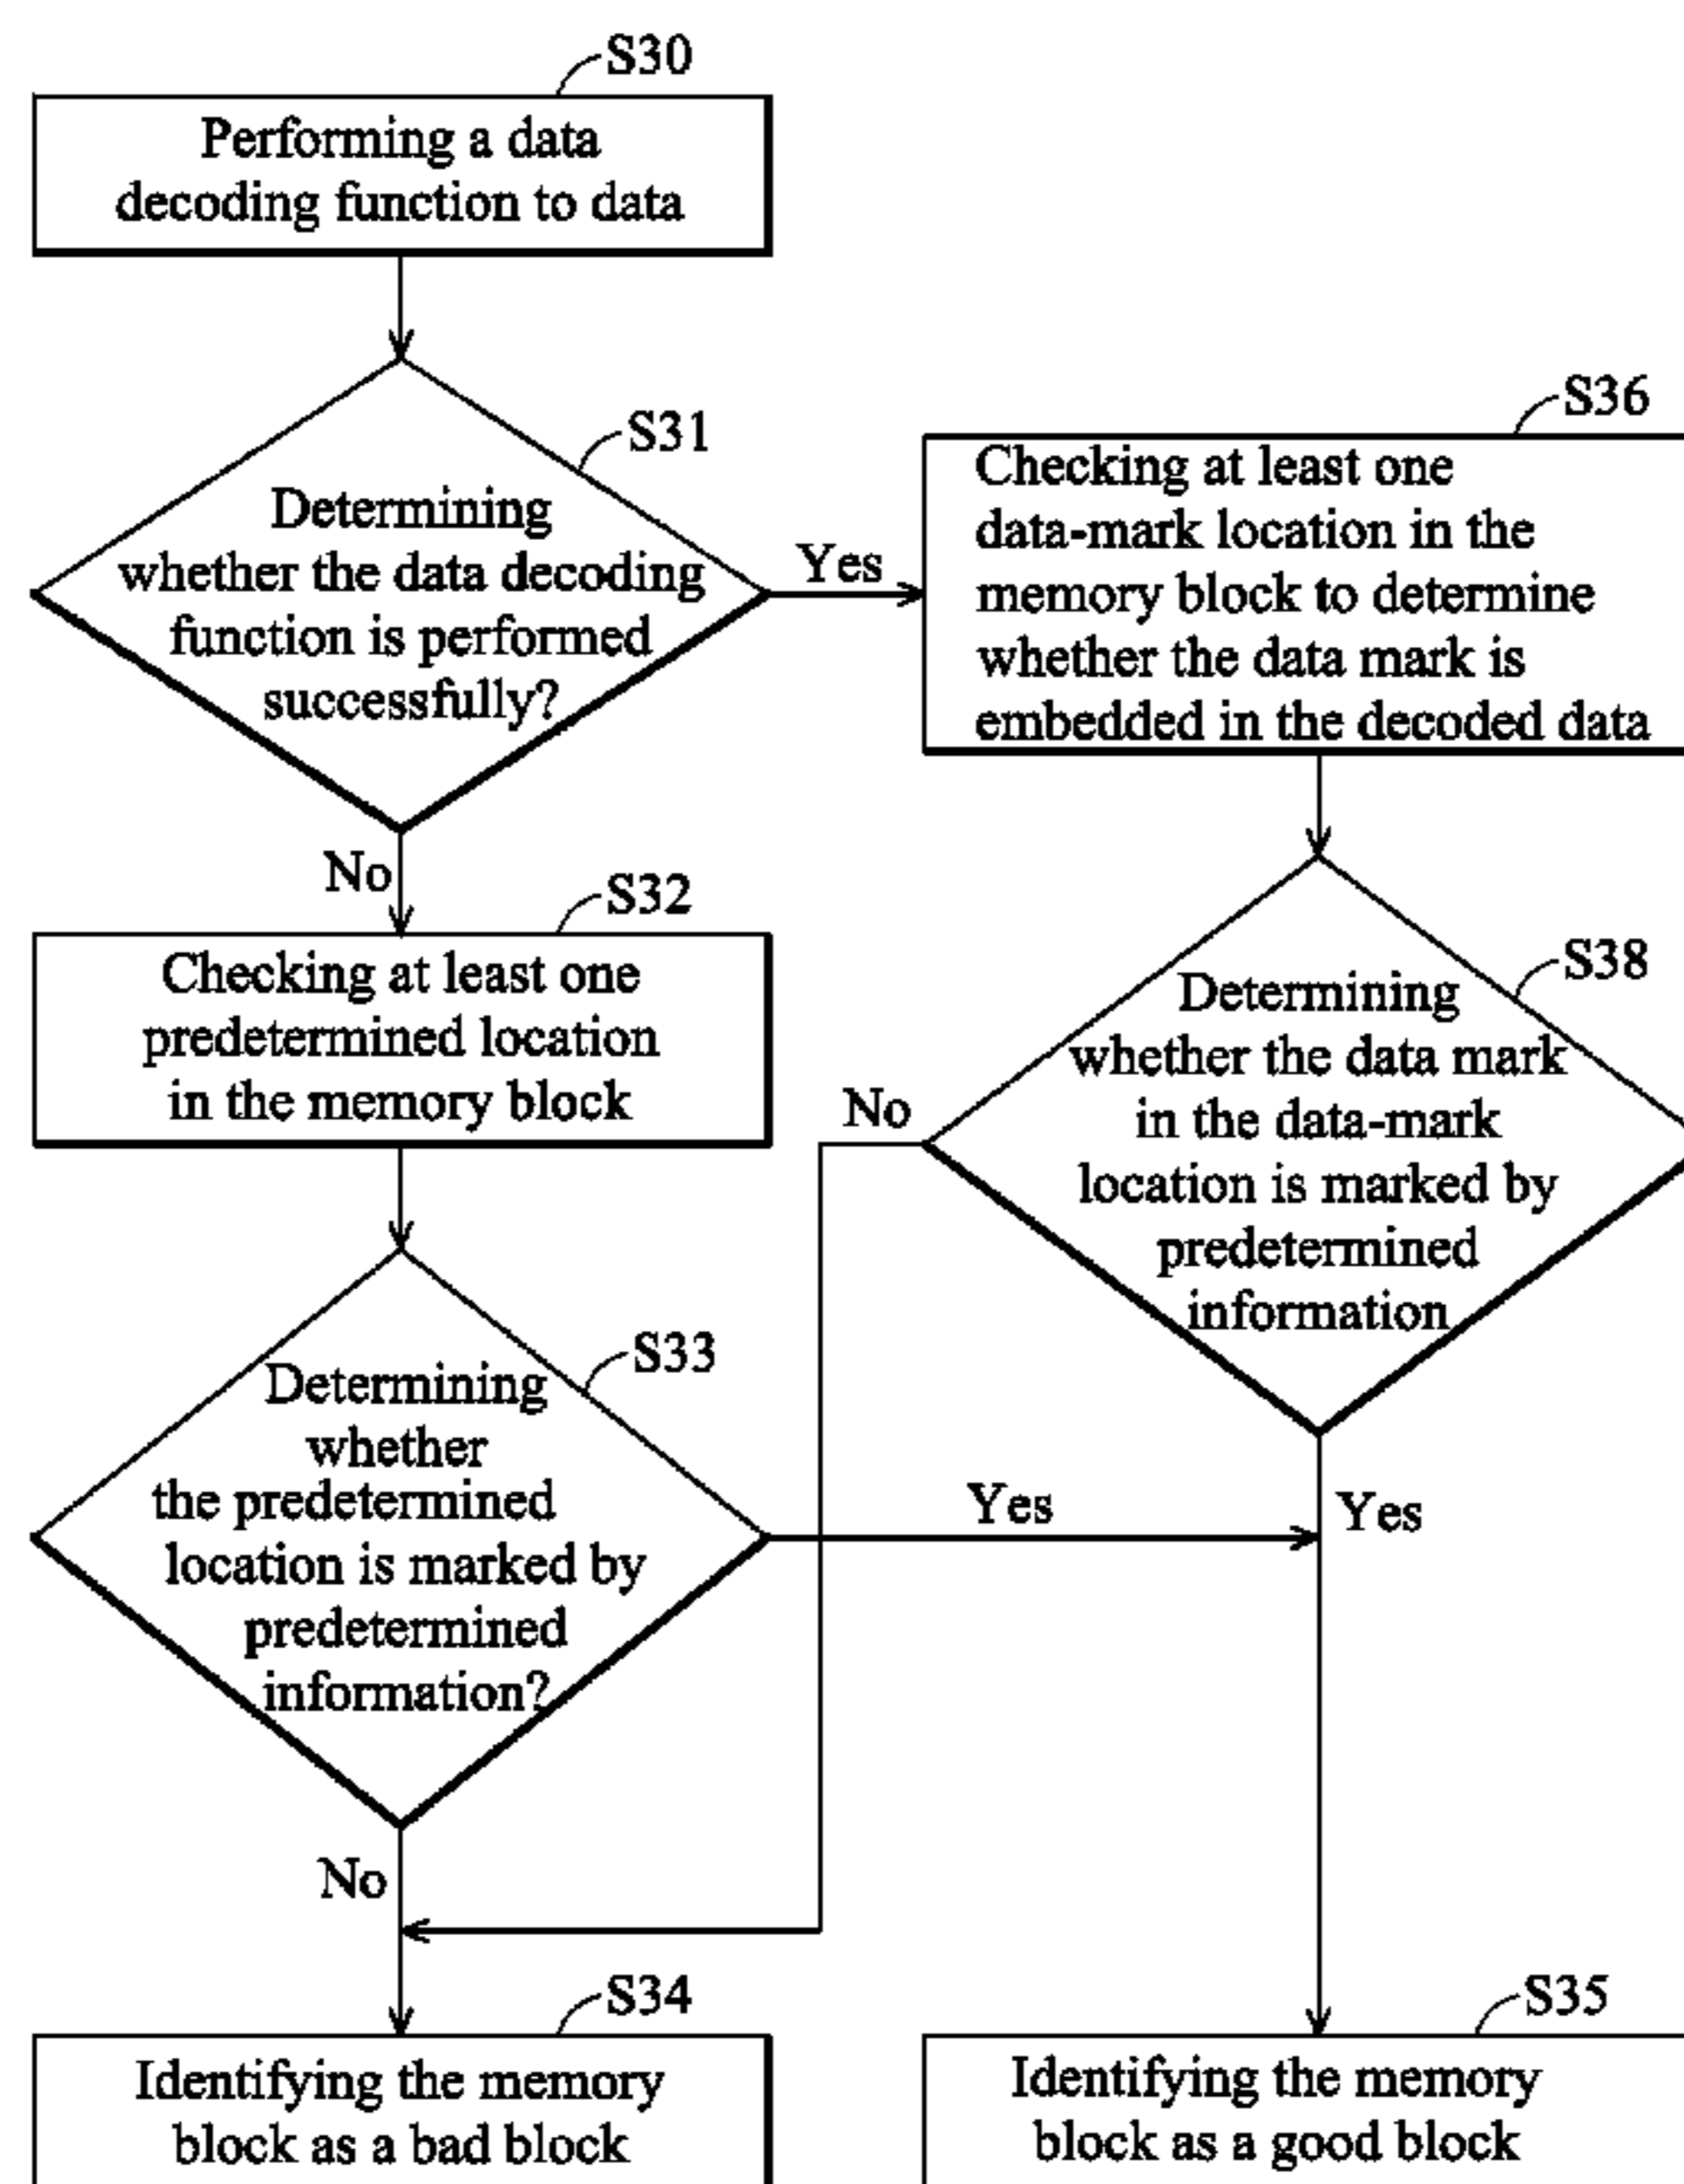 S30
Performing a data
decoding function to data
S31
Determining
whether the data decoding
function is performed
successfully?
Yes
No
S36
Checking at least one
data-mark location in the
memory block to determine
whether the data mark is
embedded in the decoded data
S32
Checking at least one
predetermined location
in the memory block
S38
Determining
whether the data mark
in the data-mark
location is marked by
predetermined
information
No
Yes
S33
Determining
whether
the predetermined
location is marked by
predetermined
information?
Yes
No
S34
Identifying the memory
block as a bad block
S35
Identifying the memory
block as a good block